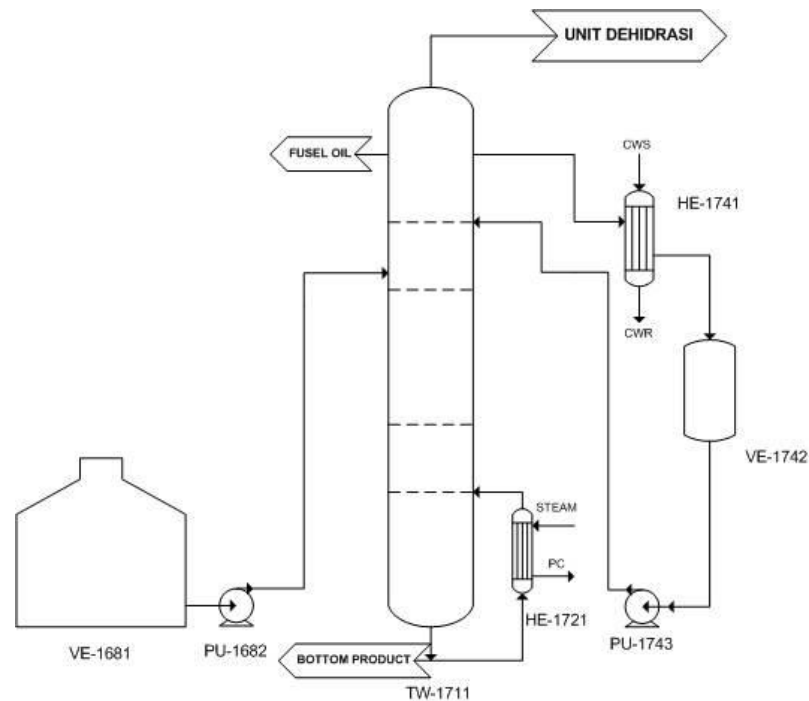 UNIT DEHIDRASI
FUSEL OIL
CWS
HE-1741
CWR
VE-1742
STEAM
PC
HE-1721
VE-1681
PU-1682
BOTTOM PRODUCT
PU-1743
TW-1711